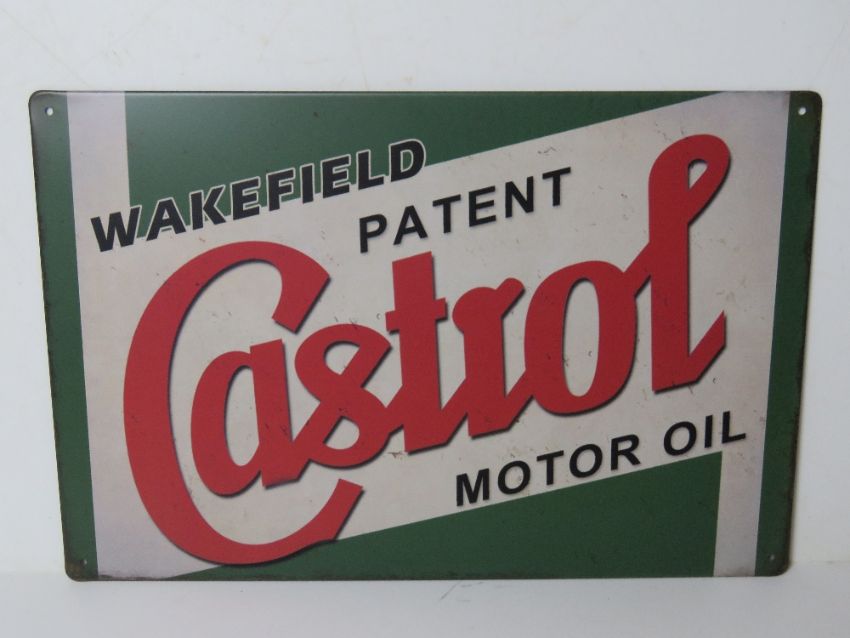 WAKEFIELD
PATENT
Castrol
MOTOR OIL